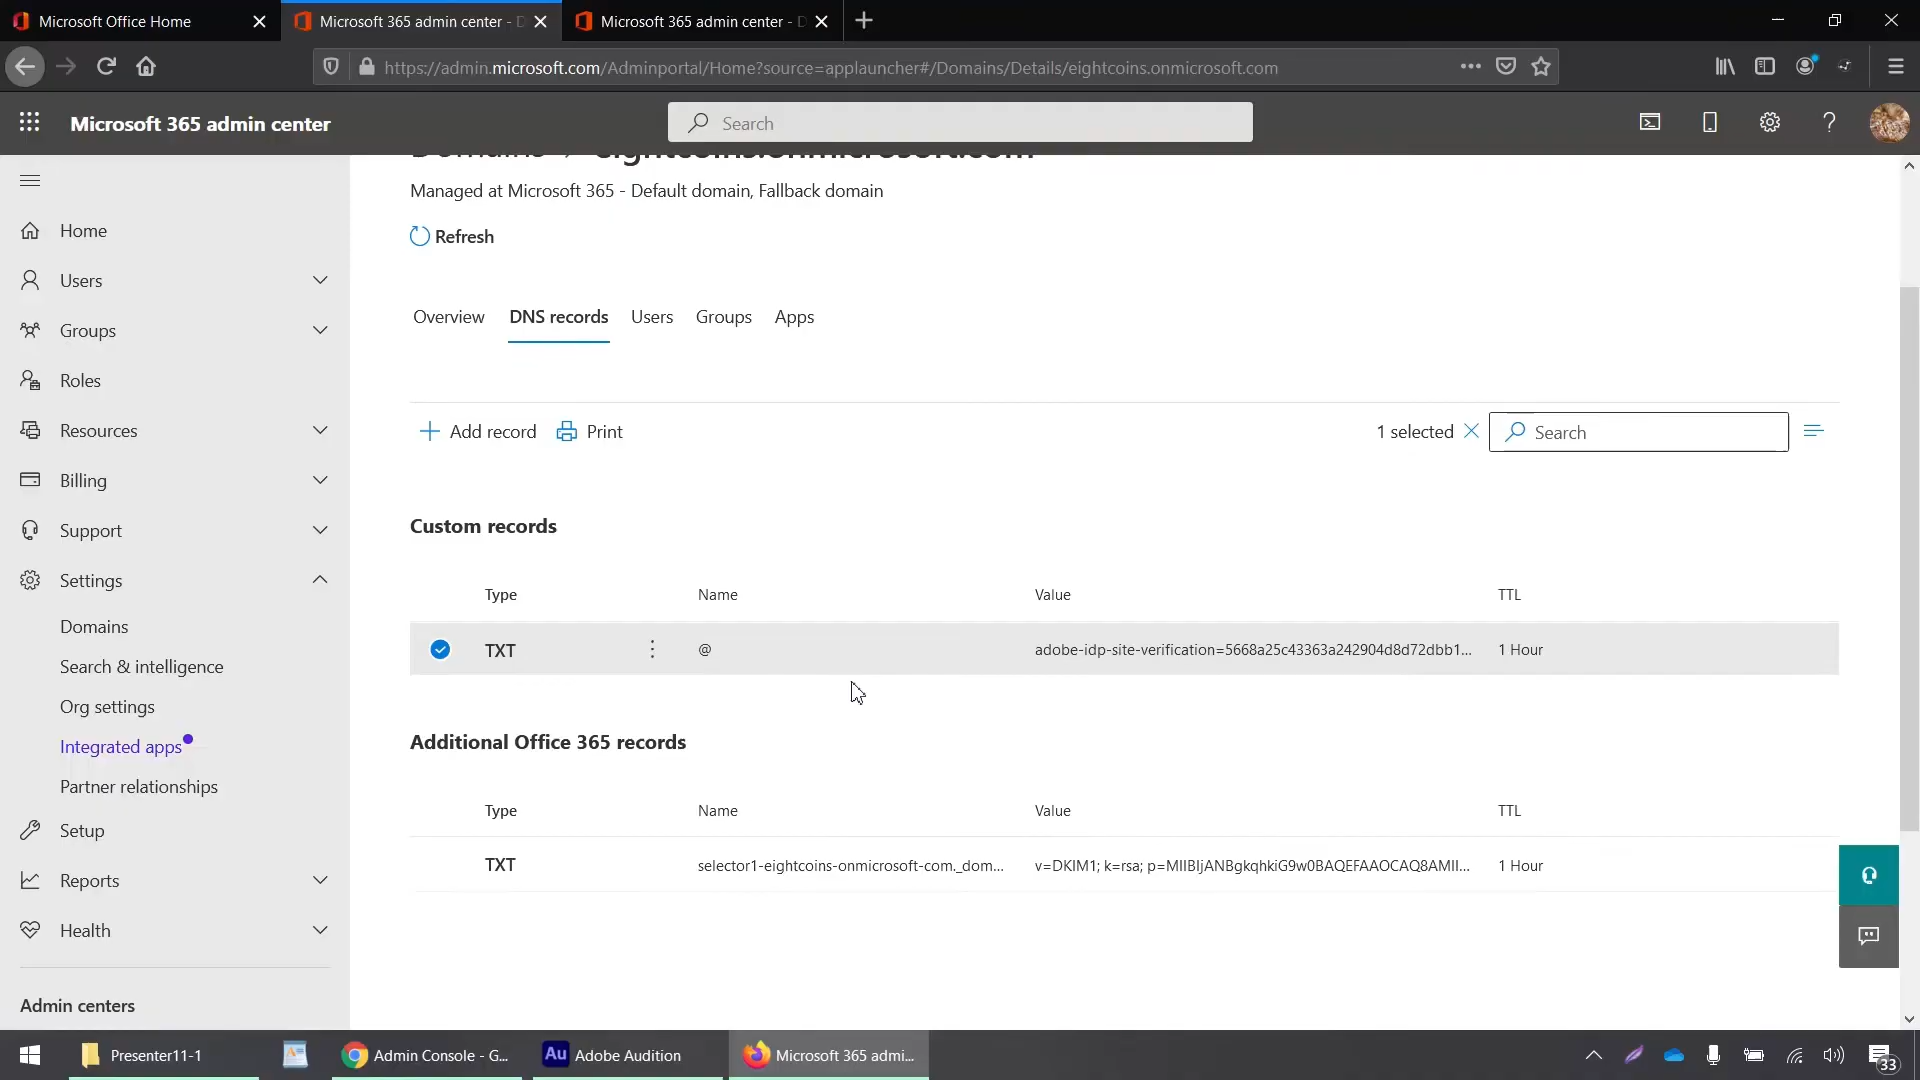 Microsoft Office Home
Microsoft 365 admin center - D
Microsoft 365 admin center - D
https://admin.microsoft.com/Adminportal/Home?source=applauncher#/Domains/Details/eightcoins.onmicrosoft.com
Microsoft 365 admin center
Search
Domains > eightcoins.onmicrosoft.com
Managed at Microsoft 365 - Default domain, Fallback domain
Refresh
Overview DNS records Users Groups Apps
Add record Print
1 selected
Search
Custom records
Type Name Value TTL
TXT @ adobe-idp-site-verification=5668a25c43363a242904d8d72dbb1... 1 Hour
Additional Office 365 records
Type Name Value TTL
TXT selector1-eightcoins-onmicrosoft-com._dom... v=DKIM1; k=rsa; p=MIIBIjANBgkqhkiG9w0BAQEFAAOCAQ8AMII... 1 Hour
Home
Users
Groups
Roles
Resources
Billing
Support
Settings
Domains
Search & intelligence
Org settings
Integrated apps
Partner relationships
Setup
Reports
Health
Admin centers
Presenter11-1
Admin Console - G...
Au Adobe Audition
Microsoft 365 admi...
33